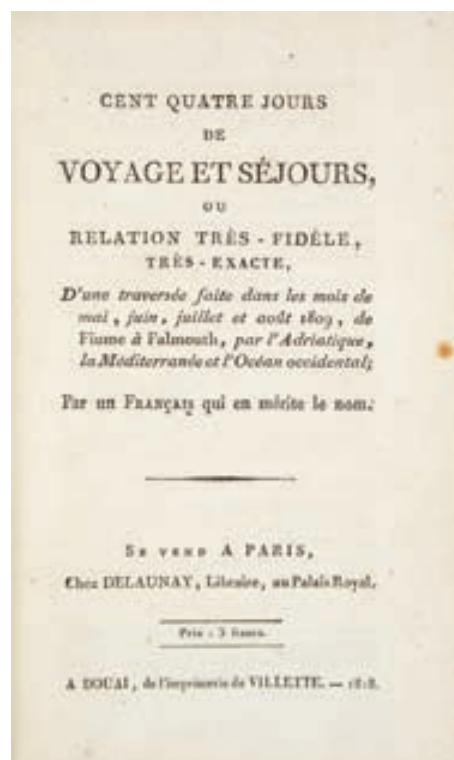 CENT QUATRE JOURS
DE
VOYAGE ET SÉJOURS,
OU
RELATION TRÈS - FIDÈLE,
TRÈS - EXACTE,
D'une traversée faite dans les mois de
mai, juin, juillet et août 1809, de
Fiume à Falmouth, par l'Adriatique,
la Méditerranée et l'Océan occidental;
Par un FRANÇAIS qui en mérite le nom.
SE VEND A PARIS,
Chez DELAUNAY, Libraire, au Palais Royal.
Prix : 3 francs.
A DOUAI, de l'imprimerie de VILLETTE. — 1818.